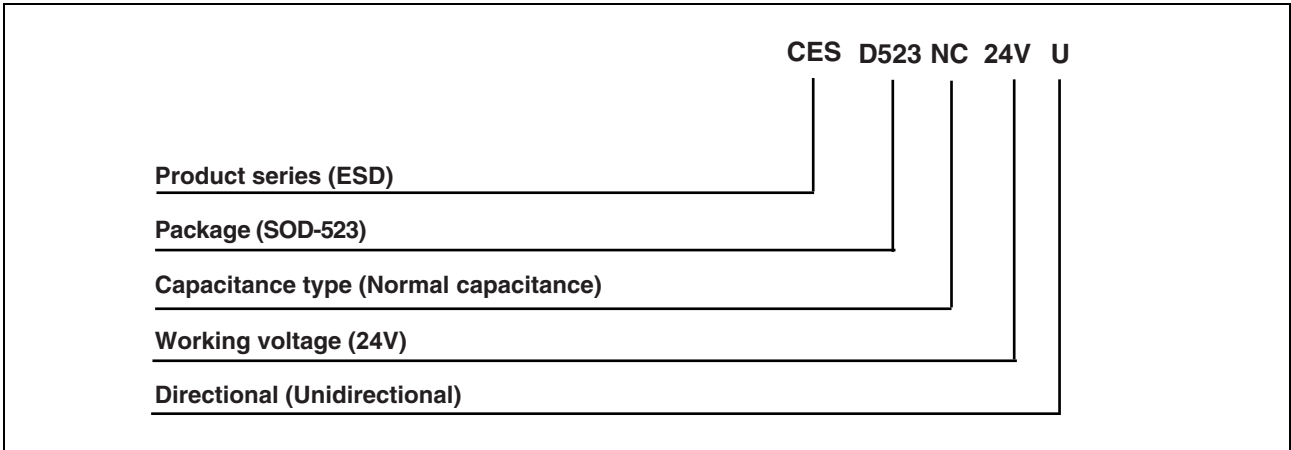 CES D523 NC 24V U
Product series (ESD)
Package (SOD-523)
Capacitance type (Normal capacitance)
Working voltage (24V)
Directional (Unidirectional)